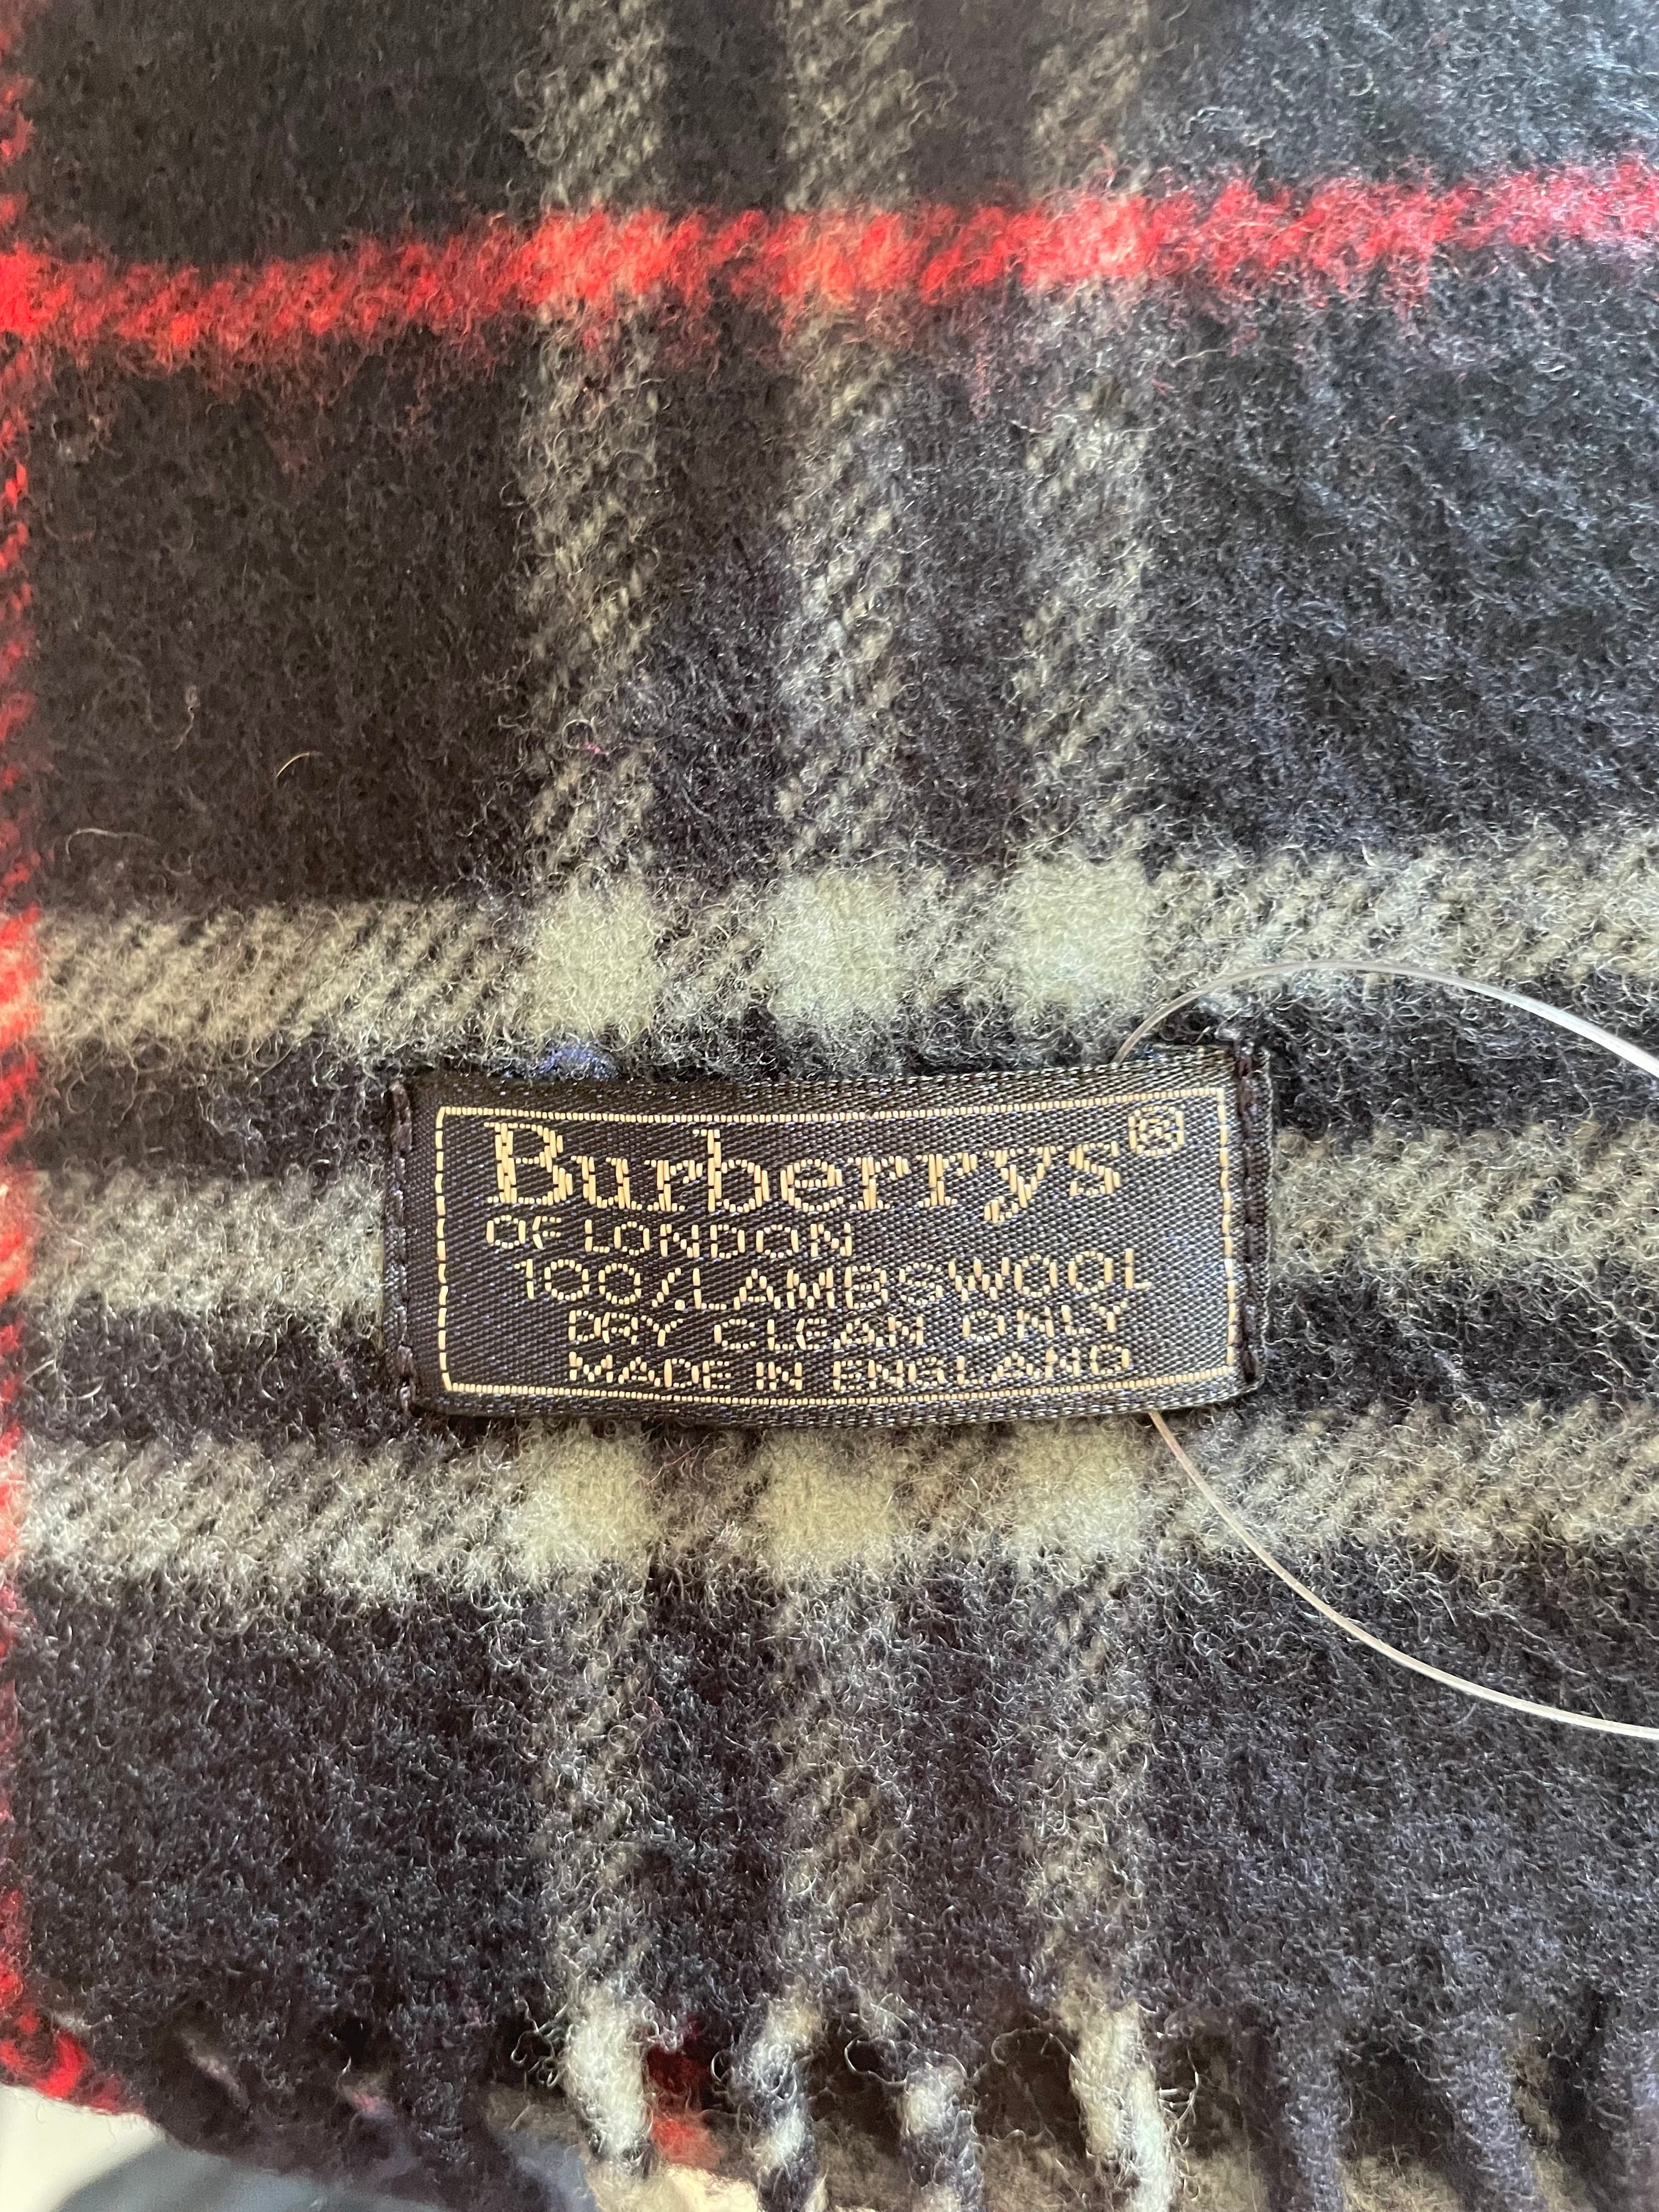 Burberrys®
OF LONDON
100% LAMBSWOOL
DRY CLEAN ONLY
MADE IN ENGLAND